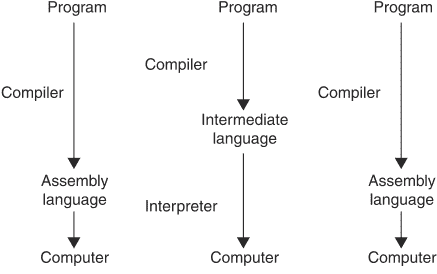 Program
Compiler
Assembly
language
Computer
Program
Compiler
Intermediate
language
Interpreter
Computer
Program
Compiler
Assembly
language
Computer